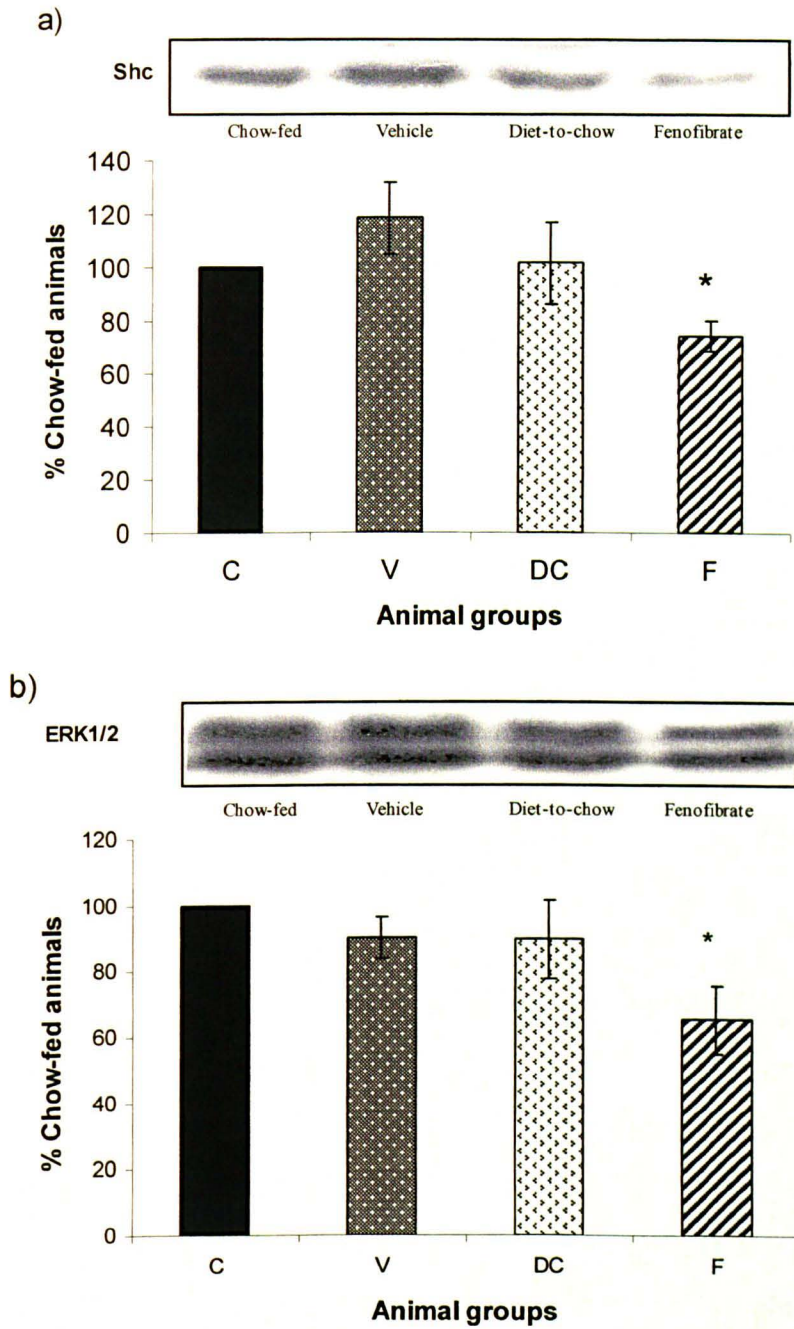 a)
Shc
Chow-fed Vehicle Diet-to-chow Fenofibrate
140
120
100
80
60
40
20
0
% Chow-fed animals
*
C V DC F
Animal groups
b)
ERK1/2
Chow-fed Vehicle Diet-to-chow Fenofibrate
120
100
80
60
40
20
0
% Chow-fed animals
*
C V DC F
Animal groups